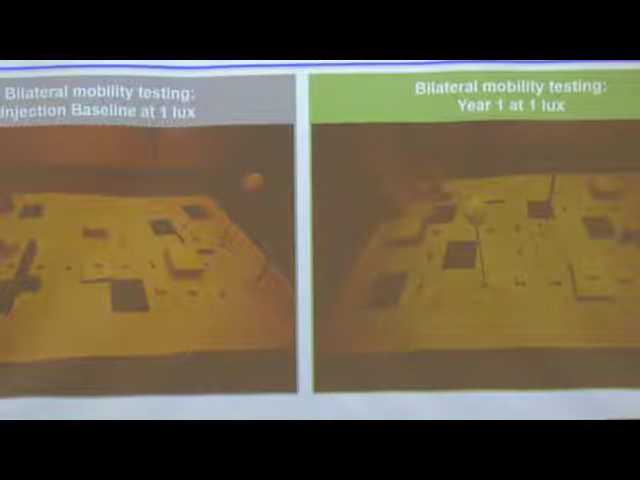 Bilateral mobility testing:
Injection Baseline at 1 lux
Bilateral mobility testing:
Year 1 at 1 lux